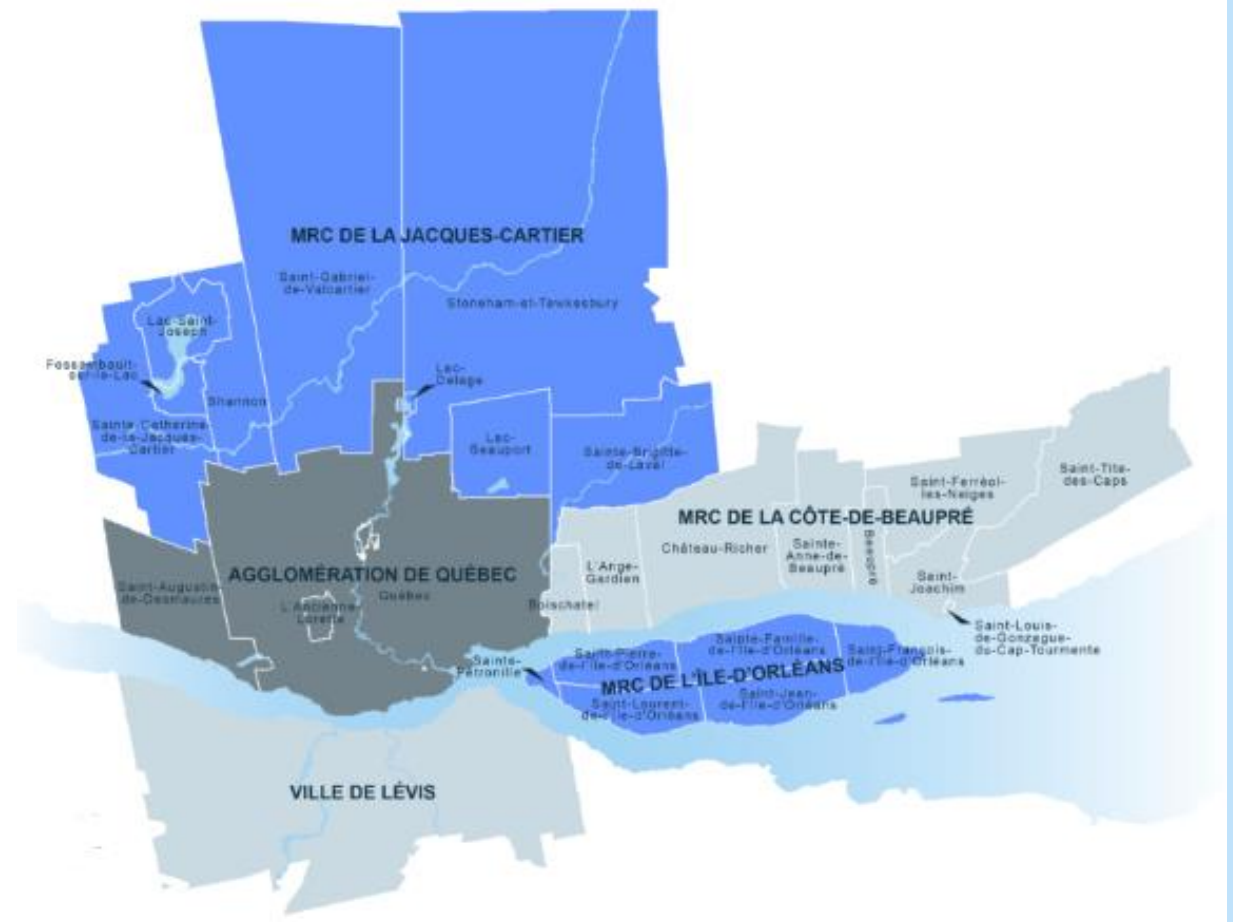 MRC DE LA JACQUES-CARTIER
Saint-Gabriel-
de-Valcartier
Stoneham-et-Tewkesbury
Lac-Saint-
Joseph
Fossambault-
sur-le-Lac
Shannon
Sainte-Catherine-
de-la-Jacques-
Cartier
Lac-
Delage
Lac-
Beauport
Sainte-Brigitte-
de-Laval
Saint-Tite-
des-Caps
Saint-Ferréol-
les-Neiges
MRC DE LA CÔTE-DE-BEAUPRÉ
Château-Richer
Sainte-
Anne-de-
Beaupré
Beaupré
L'Ange-
Gardien
Saint-
Joachim
Boischatel
Saint-Louis-
de-Gonzague-
du-Cap-Tourmente
AGGLOMÉRATION DE QUÉBEC
Québec
Saint-Augustin-
de-Desmaures
L'Ancienne-
Lorette
Sainte-
Pétronille
Saint-Pierre-
de-l'Île-d'Orléans
Sainte-Famille-
de-l'Île-d'Orléans
Saint-François-
de-l'Île-d'Orléans
MRC DE L'ÎLE-D'ORLÉANS
Saint-Laurent-
de-l'Île-d'Orléans
Saint-Jean-
de-l'Île-d'Orléans
VILLE DE LÉVIS